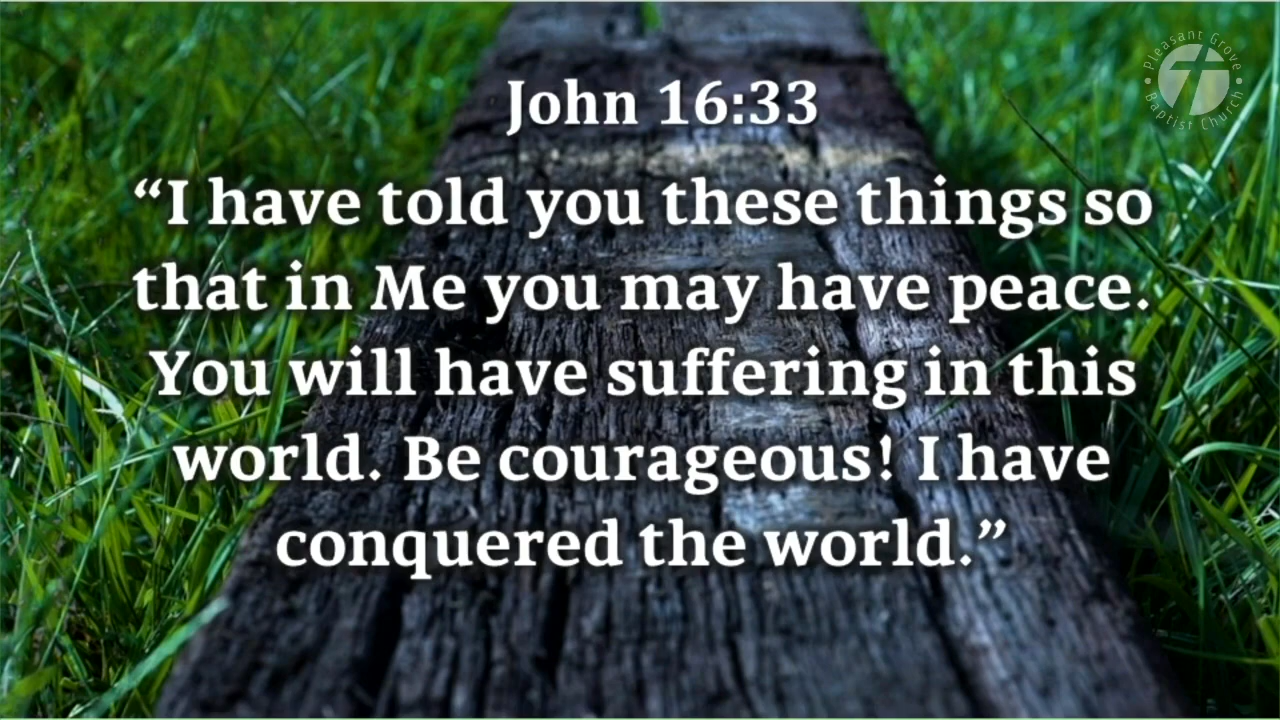 John 16:33
“I have told you these things so
that in Me you may have peace.
You will have suffering in this
world. Be courageous! I have
conquered the world.”
Pleasant Grove
Baptist Church